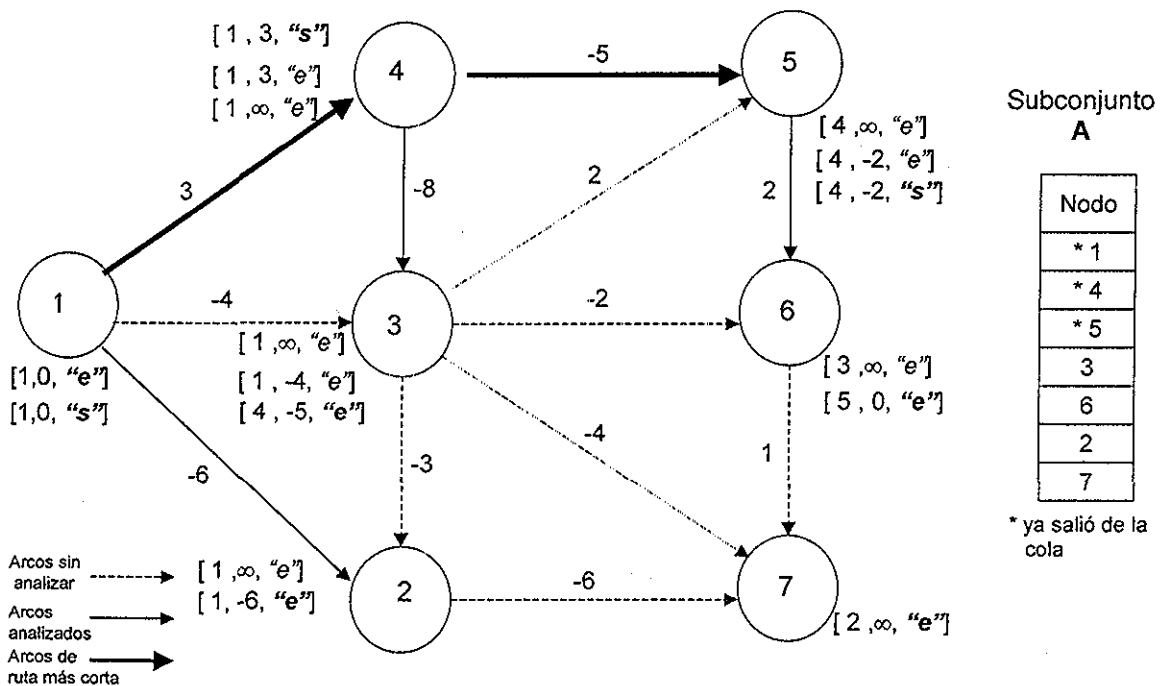 [ 1 , 3, “s”]
[ 1 , 3, “e”]
[ 1 ,∞, “e”]
4
-5
5
[ 4 ,∞, “e”]
[ 4 , -2, “e”]
[ 4 , -2, “s”]
3
-8
2
2
1
[1,0, “e”]
[1,0, “s”]
-4
3
[ 1 ,∞, “e”]
[ 1 , -4, “e”]
[ 4 , -5, “e”]
-2
6
[ 3 ,∞, “e”]
[ 5 , 0, “e”]
-6
-3
-4
1
[ 1 ,∞, “e”]
[ 1, -6, “e”]
2
-6
7
[ 2 ,∞, “e”]
Arcos sin
analizar
Arcos
analizados
Arcos de
ruta más corta
Subconjunto
A
Nodo
* 1
* 4
* 5
3
6
2
7
* ya salió de la
cola